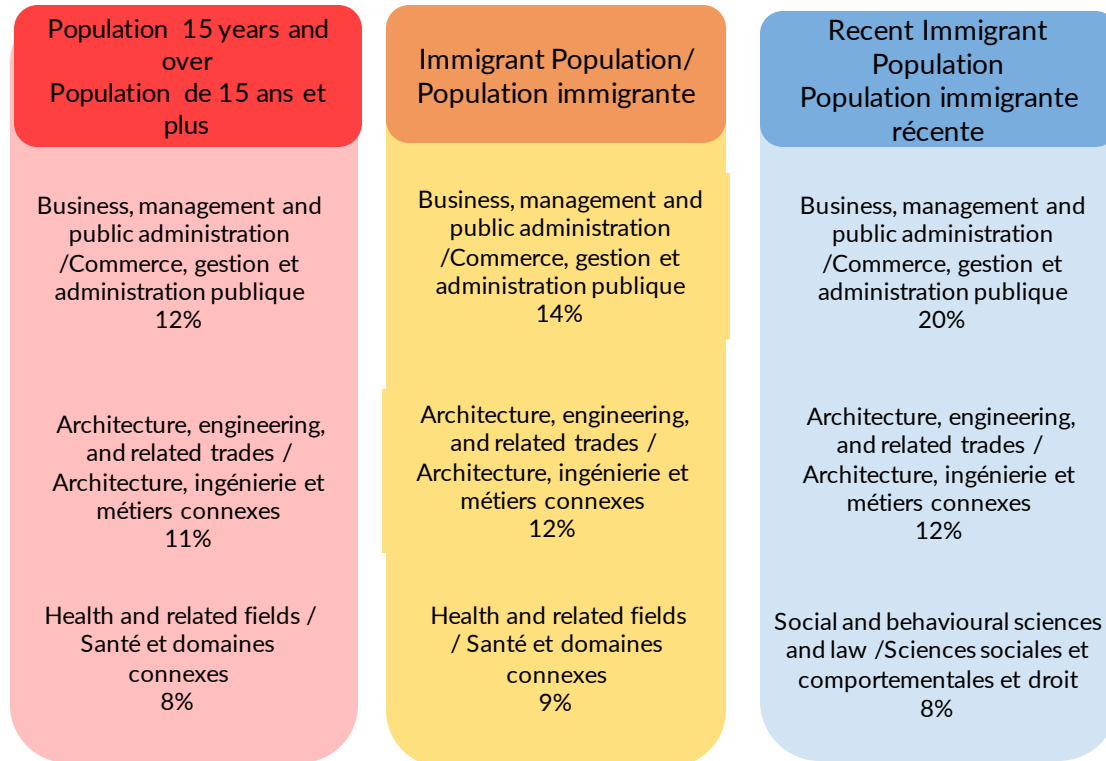 Population 15 years and
over
Population de 15 ans et
plus
Business, management and
public administration
/Commerce, gestion et
administration publique
12%
Architecture, engineering,
and related trades /
Architecture, ingénierie et
métiers connexes
11%
Health and related fields /
Santé et domaines
connexes
8%
Immigrant Population/
Population immigrante
Business, management and
public administration
/Commerce, gestion et
administration publique
14%
Architecture, engineering,
and related trades /
Architecture, ingénierie et
métiers connexes
12%
Health and related fields
/ Santé et domaines
connexes
9%
Recent Immigrant
Population
Population immigrante
récente
Business, management and
public administration
/Commerce, gestion et
administration publique
20%
Architecture, engineering,
and related trades /
Architecture, ingénierie et
métiers connexes
12%
Social and behavioural sciences
and law /Sciences sociales et
comportementales et droit
8%